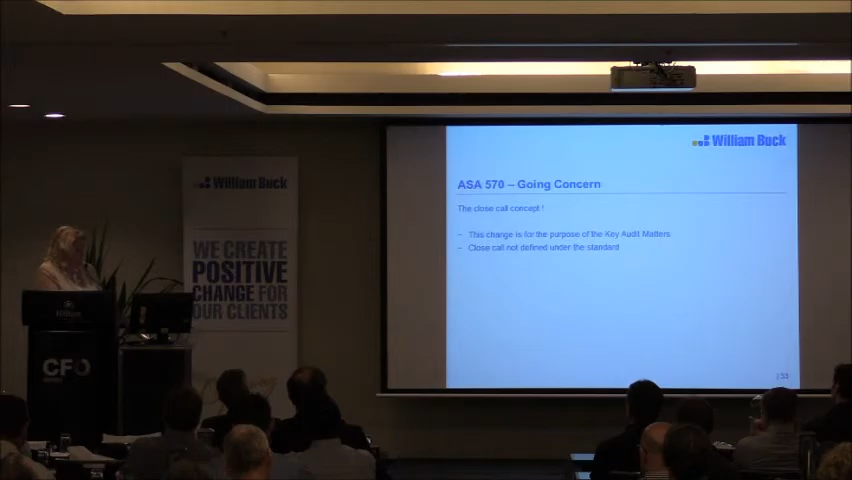 William Buck
ASA 570 – Going Concern
The close call concept !
– This change is for the purpose of the Key Audit Matters
– Close call not defined under the standard
33
William Buck
WE CREATE
POSITIVE
CHANGE FOR
OUR CLIENTS
Hilton
CFO